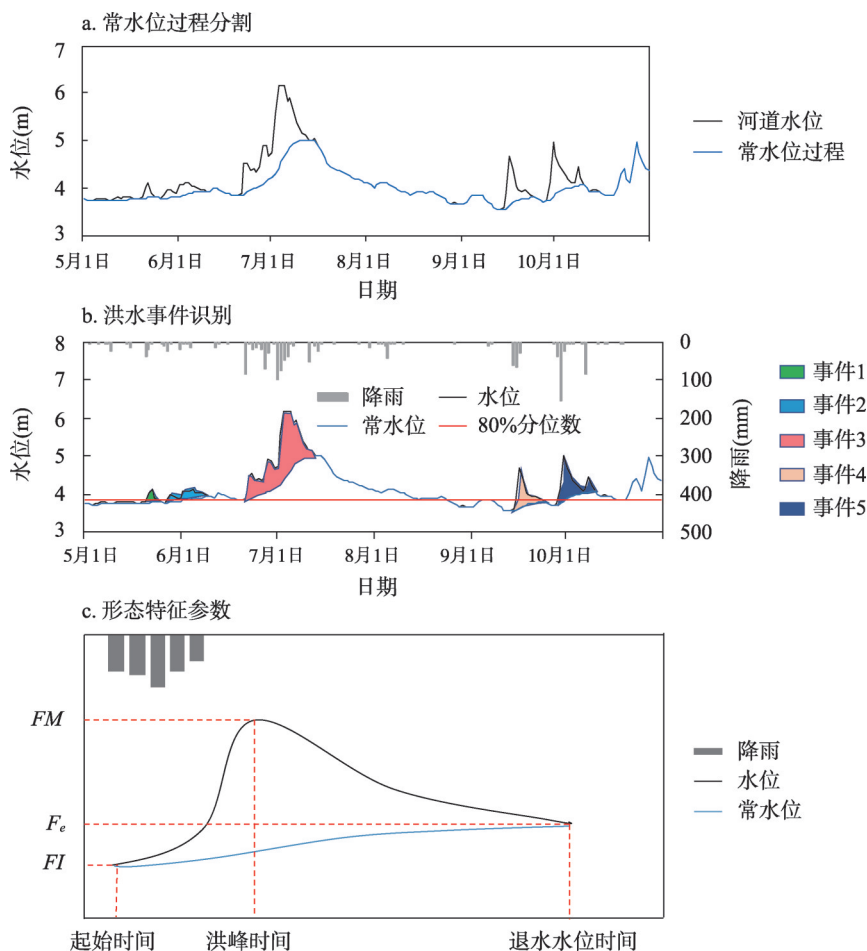 a. 常水位过程分割
7
6
5
4
3
水位(m)
5月1日 6月1日 7月1日 8月1日 9月1日 10月1日
日期
河道水位
常水位过程
b. 洪水事件识别
8
7
6
5
4
3
水位(m)
0
100
200
300
400
500
降雨(mm)
降雨 水位
常水位 80%分位数
5月1日 6月1日 7月1日 8月1日 9月1日 10月1日
日期
事件1
事件2
事件3
事件4
事件5
c. 形态特征参数
FM
Fe
FI
起始时间 洪峰时间 退水水位时间
降雨
水位
常水位